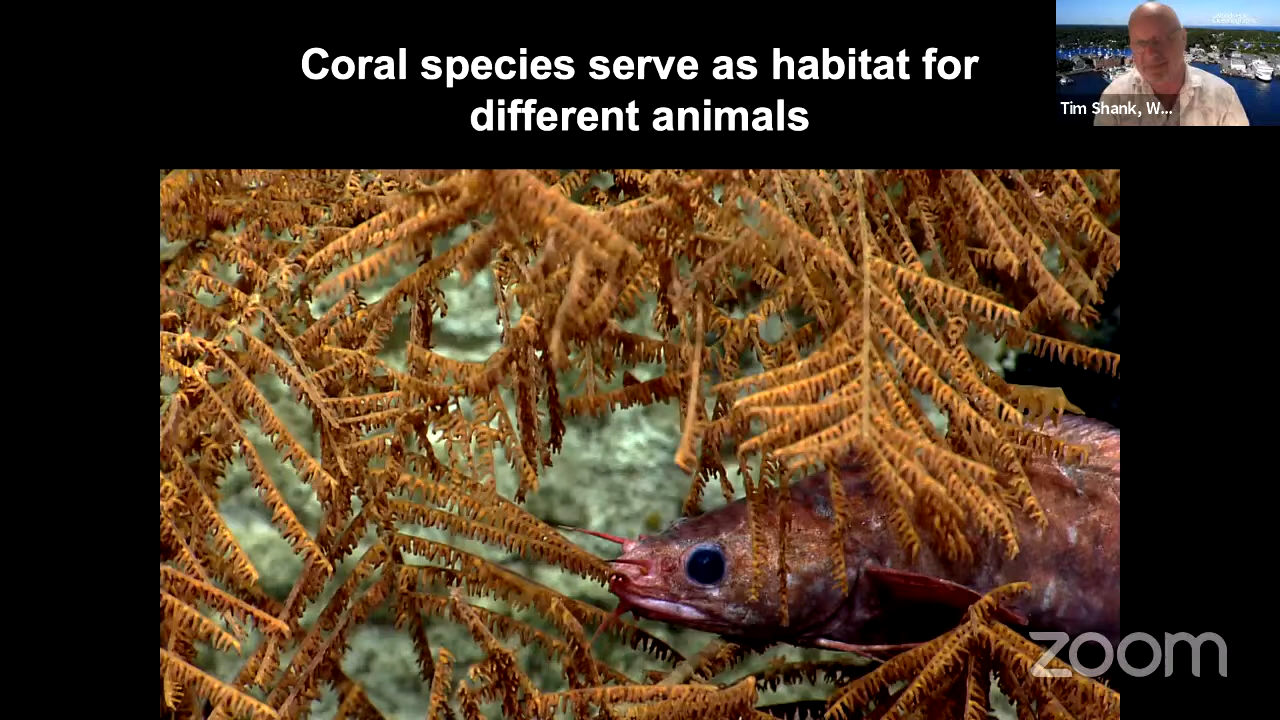 Coral species serve as habitat for
different animals
Tim Shank, W...
zoom